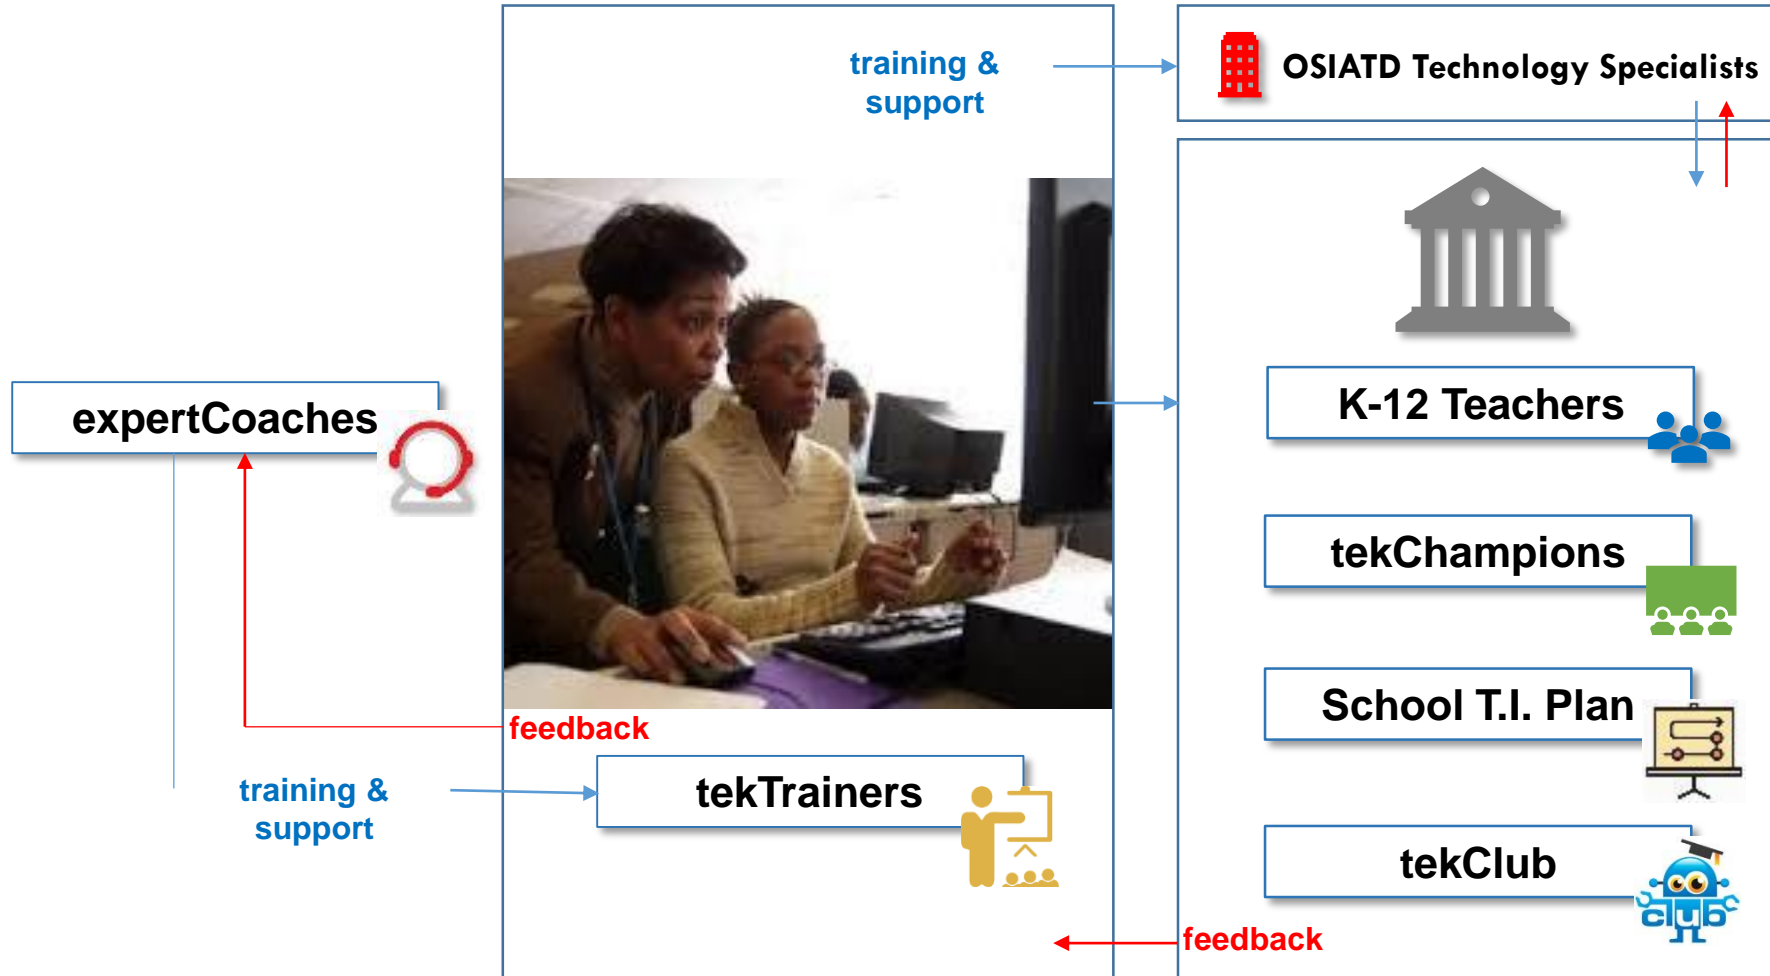 training &
support
OSIATD Technology Specialists
expertCoaches
K-12 Teachers
tekChampions
School T.I. Plan
feedback
training &
support
tekTrainers
tekClub
club
feedback